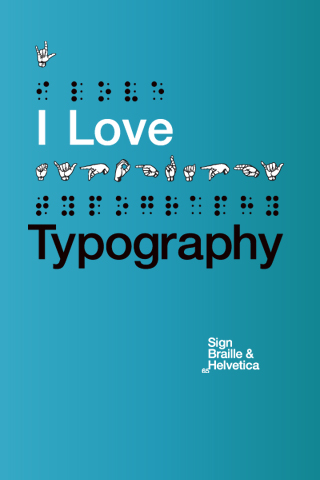 ⠊ ⠇⠕⠧⠑
I Love
⠞⠽⠏⠕⠛⠗⠁⠏⠓⠽
Typography
Sign
Braille &
Helvetica